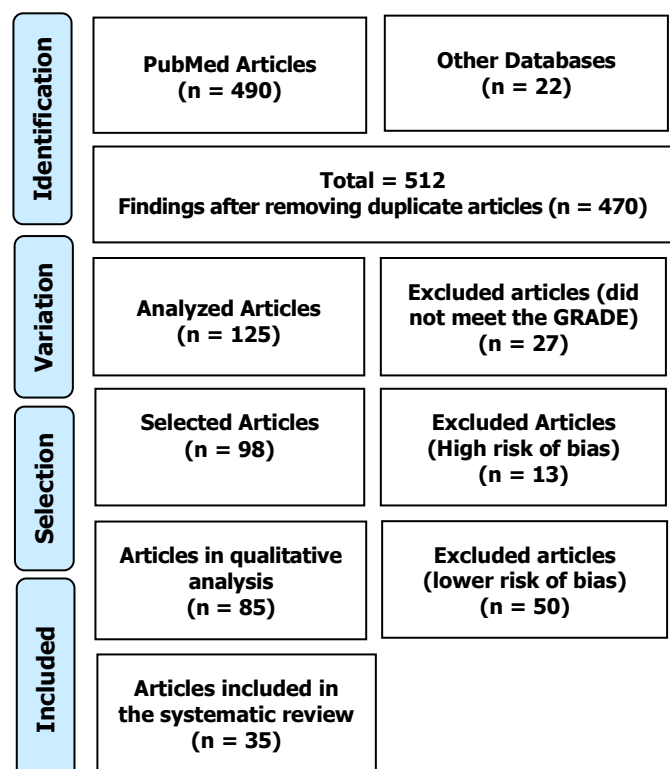 Identification
PubMed Articles
(n = 490)
Other Databases
(n = 22)
Total = 512
Findings after removing duplicate articles (n = 470)
Variation
Analyzed Articles
(n = 125)
Excluded articles (did
not meet the GRADE)
(n = 27)
Selection
Selected Articles
(n = 98)
Excluded Articles
(High risk of bias)
(n = 13)
Articles in qualitative
analysis
(n = 85)
Excluded articles
(lower risk of bias)
(n = 50)
Included
Articles included in
the systematic review
(n = 35)